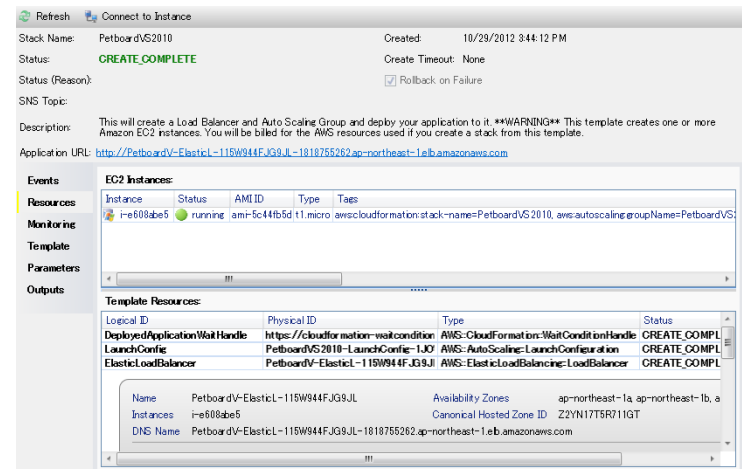 Refresh Connect to Instance
Stack Name: PetboardVS2010 Created: 10/29/2012 3:44:12 PM
Status: CREATE_COMPLETE Create Timeout: None
Status (Reason): Rollback on Failure
SNS Topic:
Description: This will create a Load Balancer and Auto Scaling Group and deploy your application to it. **WARNING** This template creates one or more
Amazon EC2 instances. You will be billed for the AWS resources used if you create a stack from this template.
Application URL: http://PetboardV-ElasticL-115W944FJG9JL-1818755262.ap-northeast-1.elb.amazonaws.com
Events
Resources
Monitoring
Template
Parameters
Outputs
EC2 Instances:
Instance Status AMI ID Type Tags
i-e608abe5 running ami-5c44fb5d t1.micro aws:cloudformation:stack-name=PetboardVS2010, aws:autoscaling:groupName=PetboardVS
Template Resources:
Logical ID Physical ID Type Status
DeployedApplicationWaitHandle https://cloudformation-waitcondition AWS::CloudFormation::WaitConditionHandle CREATE_COMPL
LaunchConfig PetboardVS2010-LaunchConfig-1JO AWS::AutoScaling::LaunchConfiguration CREATE_COMPL
ElasticLoadBalancer PetboardV-ElasticL-115W944FJG9JL AWS::ElasticLoadBalancing::LoadBalancer CREATE_COMPL
Name PetboardV-ElasticL-115W944FJG9JL Availability Zones ap-northeast-1a, ap-northeast-1b, a
Instances i-e608abe5 Canonical Hosted Zone ID Z2YN17T5R711GT
DNS Name PetboardV-ElasticL-115W944FJG9JL-1818755262.ap-northeast-1.elb.amazonaws.com